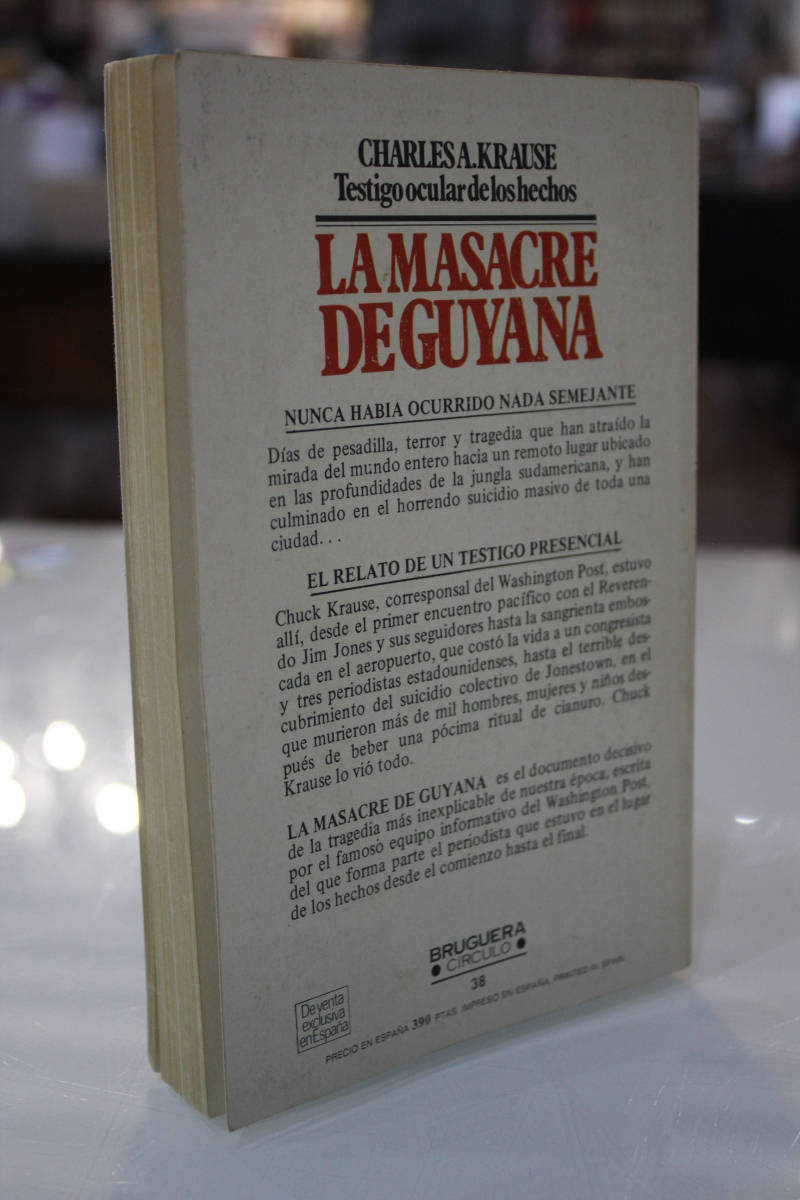 CHARLES A. KRAUSE
Testigo ocular de los hechos
LA MASACRE
DE GUYANA
NUNCA HABIA OCURRIDO NADA SEMEJANTE
Días de pesadilla, terror y tragedia que han atraído la
mirada del mundo entero hacia un remoto lugar ubicado
en las profundidades de la jungla sudamericana, y han
culminado en el horrendo suicidio masivo de toda una
ciudad. . .
EL RELATO DE UN TESTIGO PRESENCIAL
Chuck Krause, corresponsal del Washington Post, estuvo
allí, desde el primer encuentro pacífico con el Reveren-
do Jim Jones y sus seguidores hasta la sangrienta embos-
cada en el aeropuerto, que costó la vida a un congresista
y tres periodistas estadounidenses, hasta el terrible des-
cubrimiento del suicidio colectivo de Jonestown, en el
que murieron más de mil hombres, mujeres y niños des-
pués de beber una pócima ritual de cianuro. Chuck
Krause lo vió todo.
LA MASACRE DE GUYANA es el documento decisivo
de la tragedia más inexplicable de nuestra época, escrita
por el famoso equipo informativo del Washington Post,
del que forma parte el periodista que estuvo en el lugar
de los hechos desde el comienzo hasta el final.
BRUGUERA
CIRCULO
38
De venta
exclusiva
en España
PRECIO EN ESPAÑA 390 PTAS. IMPRESO EN ESPAÑA, PRINTED IN SPAIN